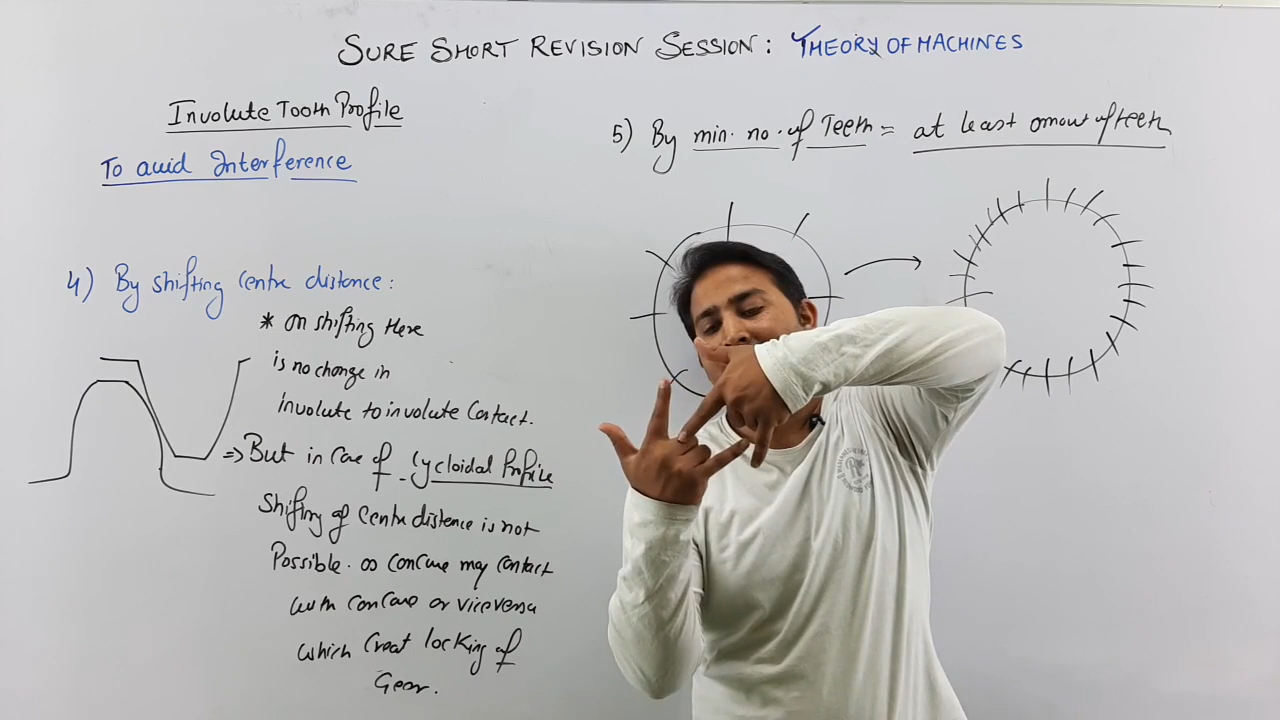 SURE SHORT REVISION SESSION: THEORY OF MACHINES
Involute Tooth Profile
To avoid Interference
4) By shifting centre distance:
* on shifting there
is no change in
involute to involute Contact.
⇒ But in Case of Cycloidal Profile
Shifting of Centre distance is not
Possible. as concave may contact
with concave or vice versa
which Creat locking of
Gear.
5) By min. no. of Teeth = at least amout of teeth